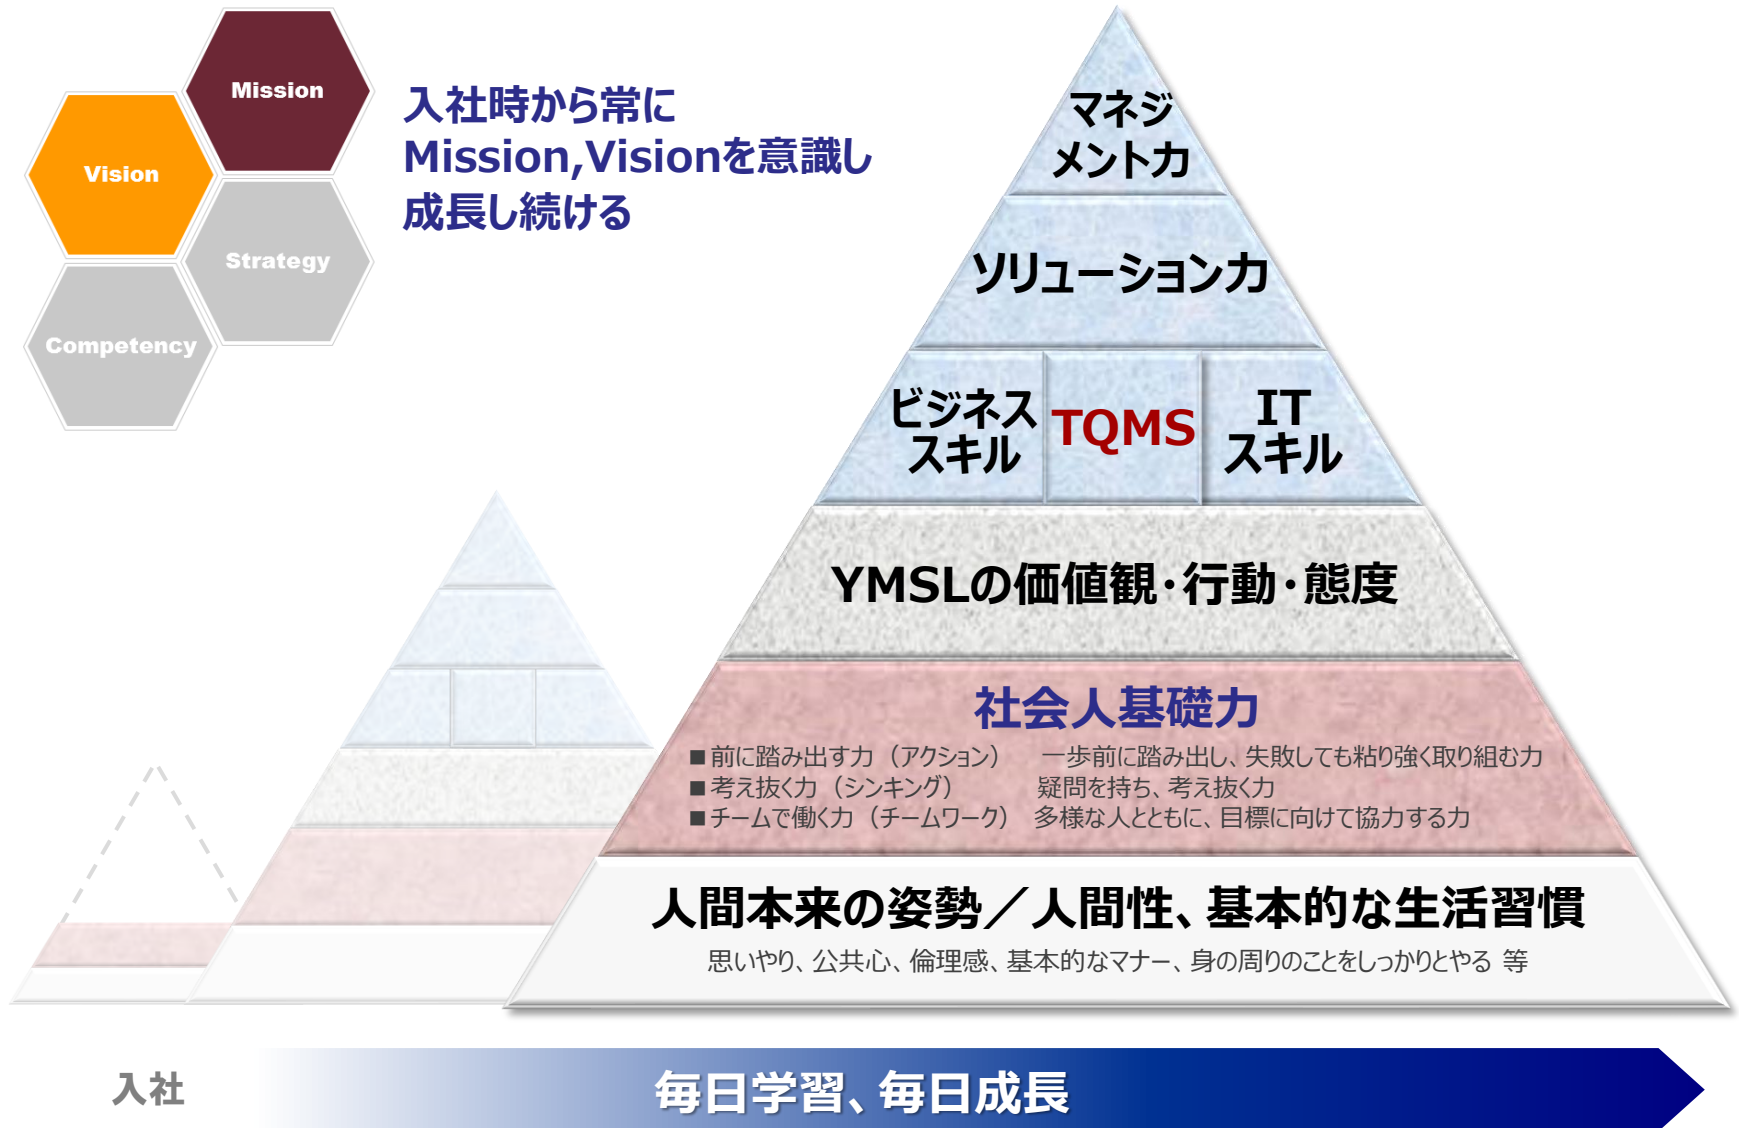 Mission
Vision
Strategy
Competency
入社時から常に
Mission,Visionを意識し
成長し続ける
マネジ
メント力
ソリューション力
ビジネス
スキル
TQMS
IT
スキル
YMSLの価値観・行動・態度
社会人基礎力
■前に踏み出す力（アクション）　一歩前に踏み出し、失敗しても粘り強く取り組む力
■考え抜く力（シンキング）　疑問を持ち、考え抜く力
■チームで働く力（チームワーク）　多様な人とともに、目標に向けて協力する力
人間本来の姿勢／人間性、基本的な生活習慣
思いやり、公共心、倫理感、基本的なマナー、身の周りのことをしっかりとやる 等
入社
毎日学習、毎日成長